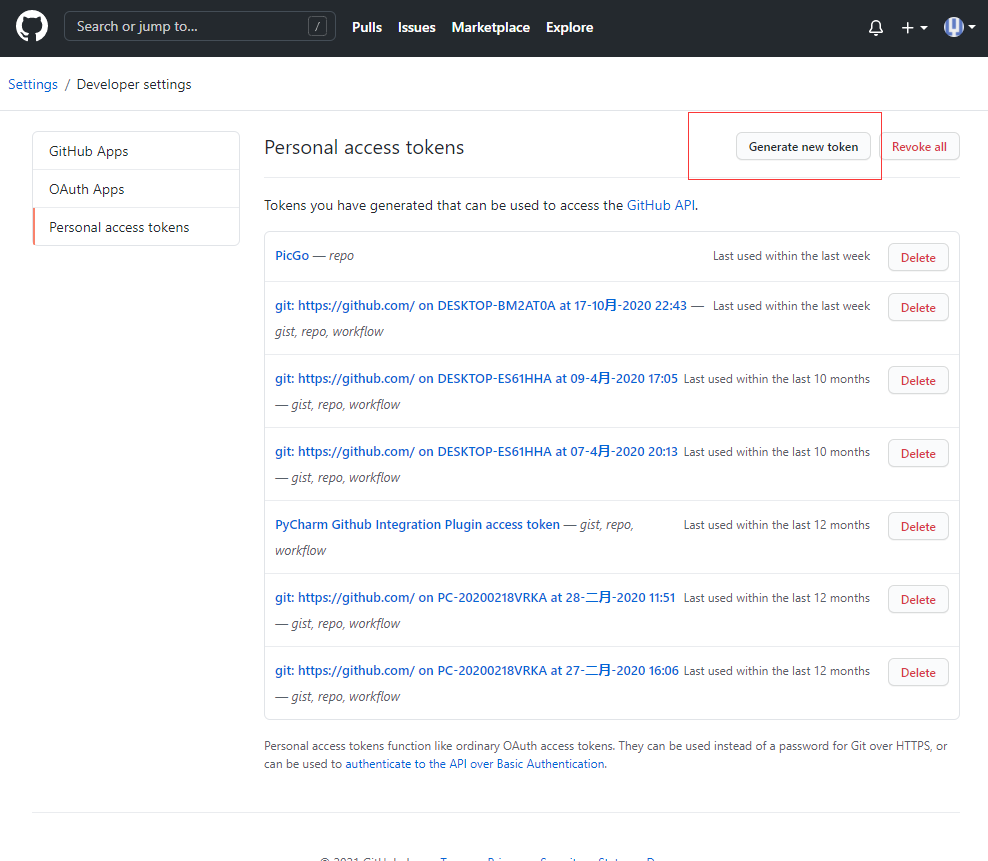 Search or jump to... /
Pulls Issues Marketplace Explore
Settings / Developer settings
GitHub Apps
OAuth Apps
Personal access tokens
Personal access tokens
Generate new token
Revoke all
Tokens you have generated that can be used to access the GitHub API.
PicGo — repo
Last used within the last week
Delete
git: https://github.com/ on DESKTOP-BM2AT0A at 17-10月-2020 22:43 —
gist, repo, workflow
Last used within the last week
Delete
git: https://github.com/ on DESKTOP-ES61HHA at 09-4月-2020 17:05
— gist, repo, workflow
Last used within the last 10 months
Delete
git: https://github.com/ on DESKTOP-ES61HHA at 07-4月-2020 20:13
— gist, repo, workflow
Last used within the last 10 months
Delete
PyCharm Github Integration Plugin access token — gist, repo,
workflow
Last used within the last 12 months
Delete
git: https://github.com/ on PC-20200218VRKA at 28-二月-2020 11:51
— gist, repo, workflow
Last used within the last 12 months
Delete
git: https://github.com/ on PC-20200218VRKA at 27-二月-2020 16:06
— gist, repo, workflow
Last used within the last 12 months
Delete
Personal access tokens function like ordinary OAuth access tokens. They can be used instead of a password for Git over HTTPS, or
can be used to authenticate to the API over Basic Authentication.
© 2021 GitHub